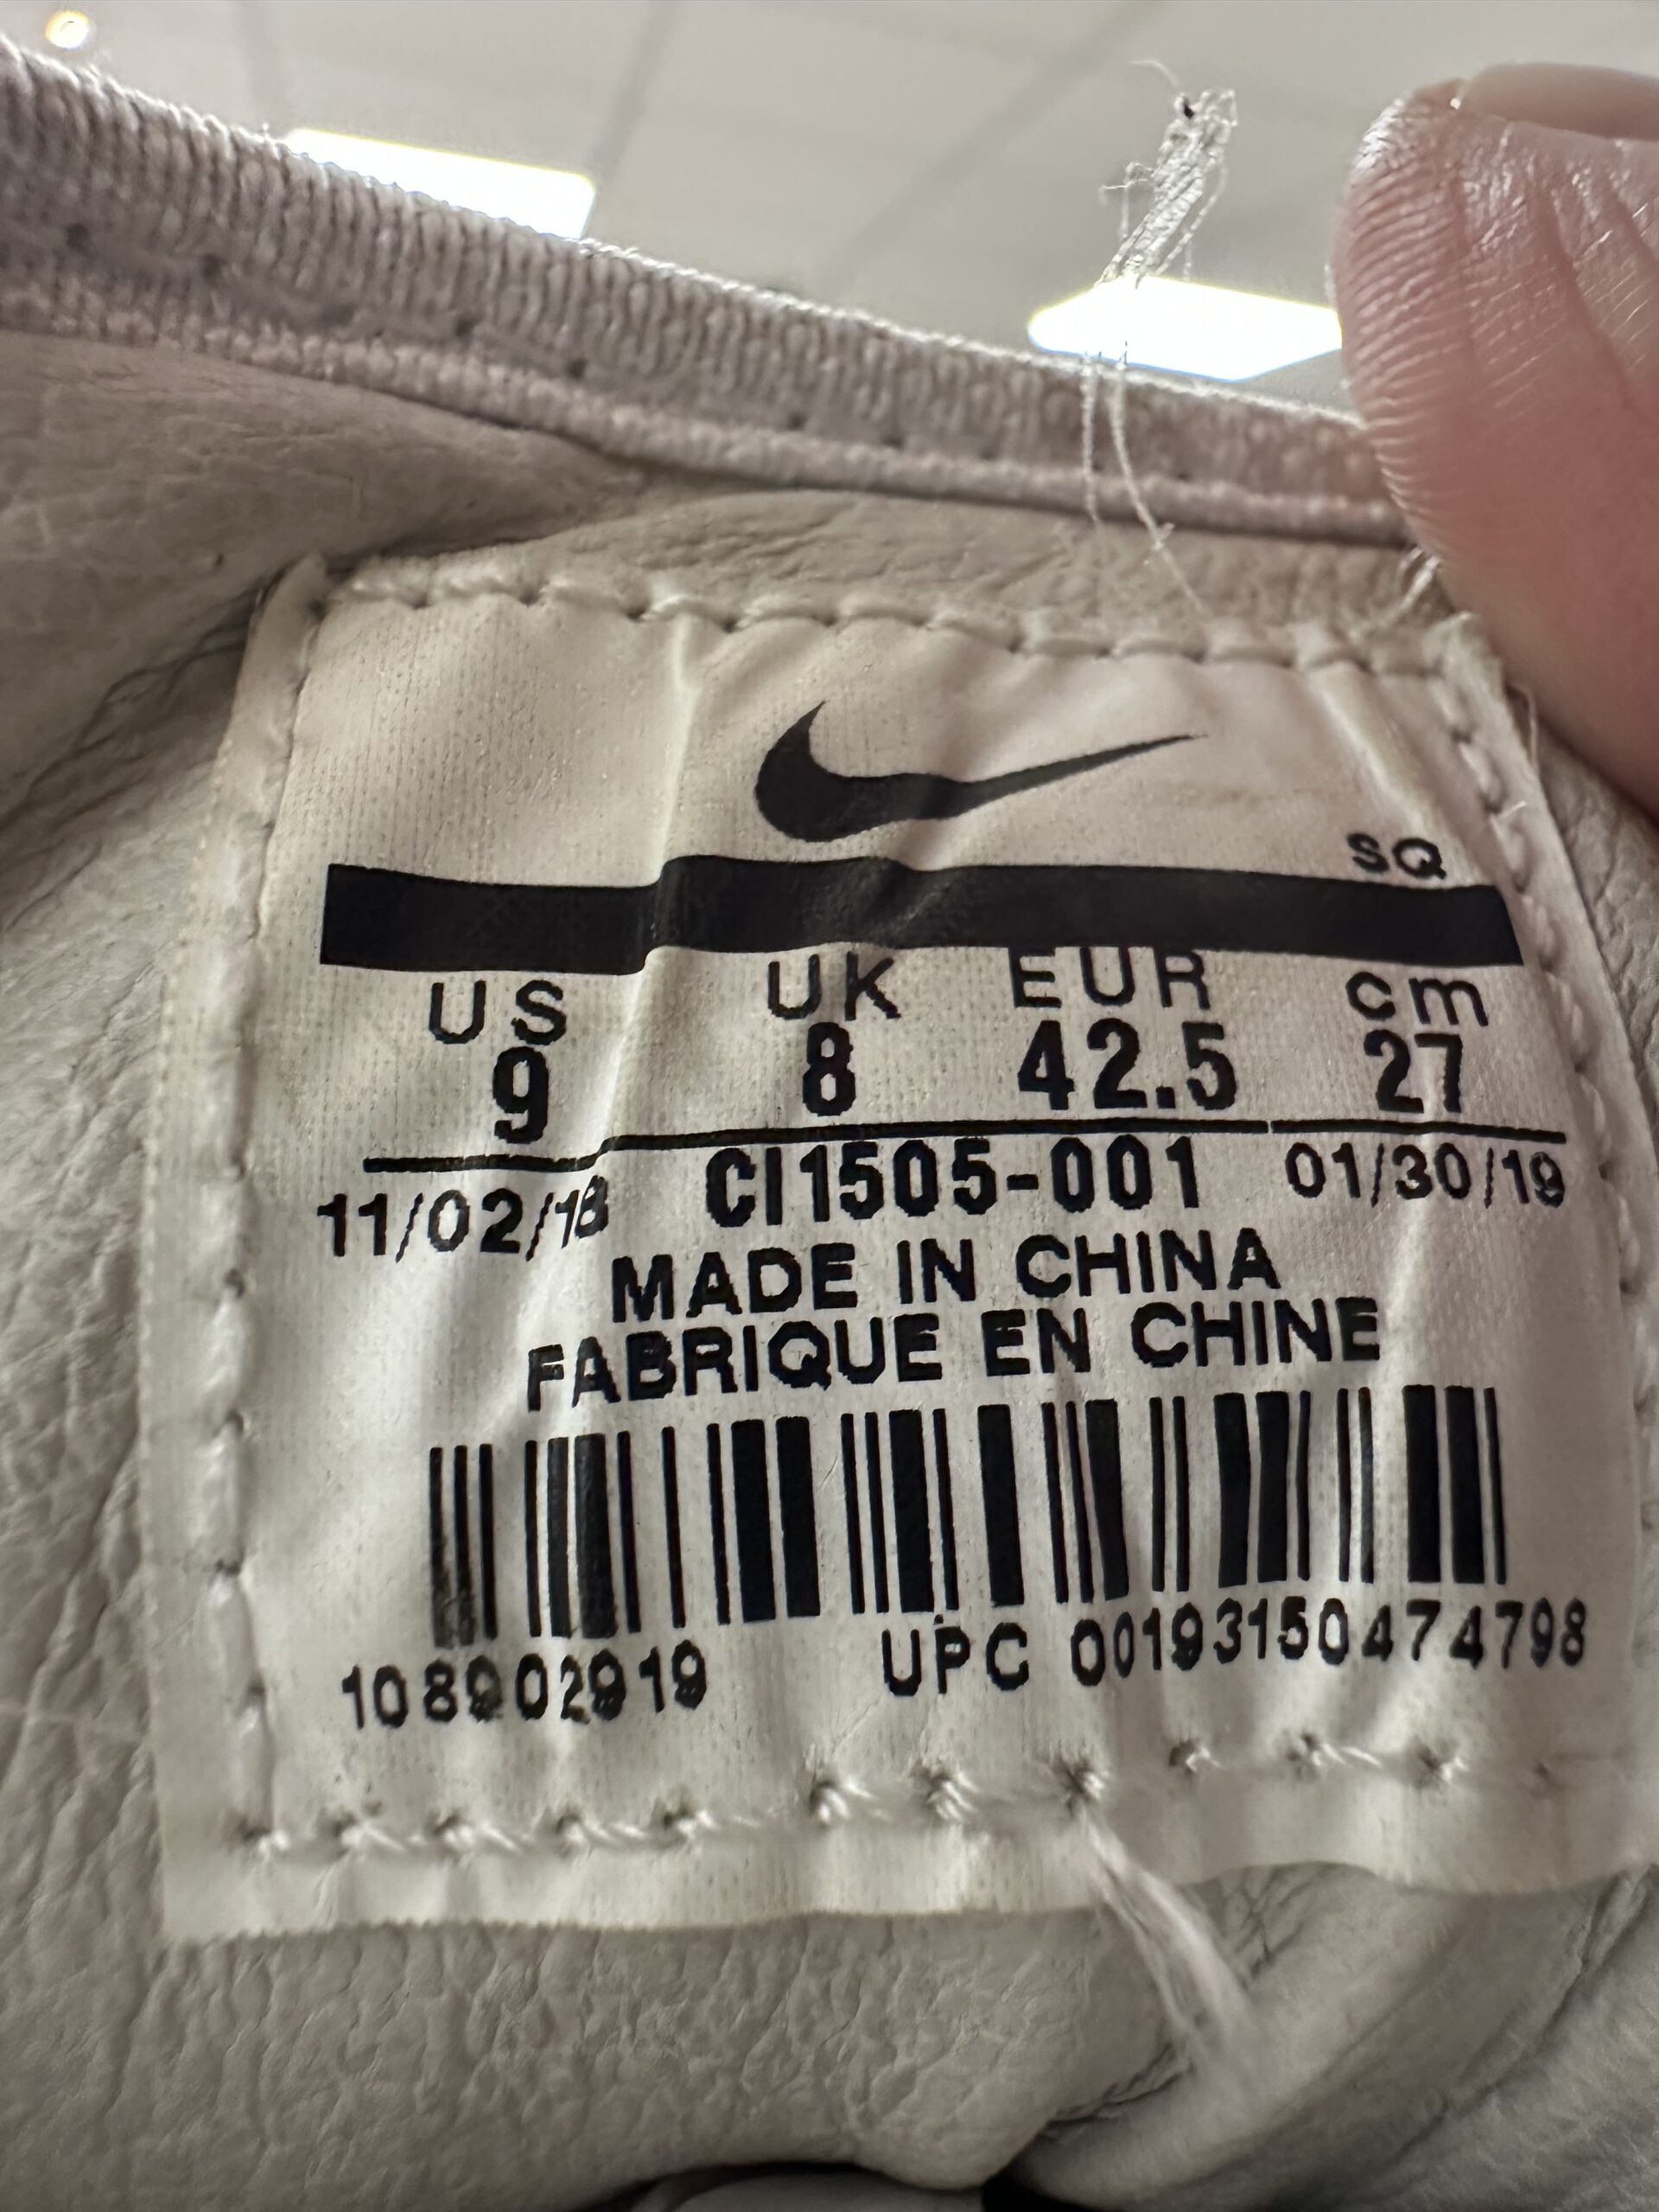 SQ
US UK EUR cm
9 8 42.5 27
11/02/18 CI1505-001 01/30/19
MADE IN CHINA
FABRIQUE EN CHINE
108902919 UPC 00193150474798